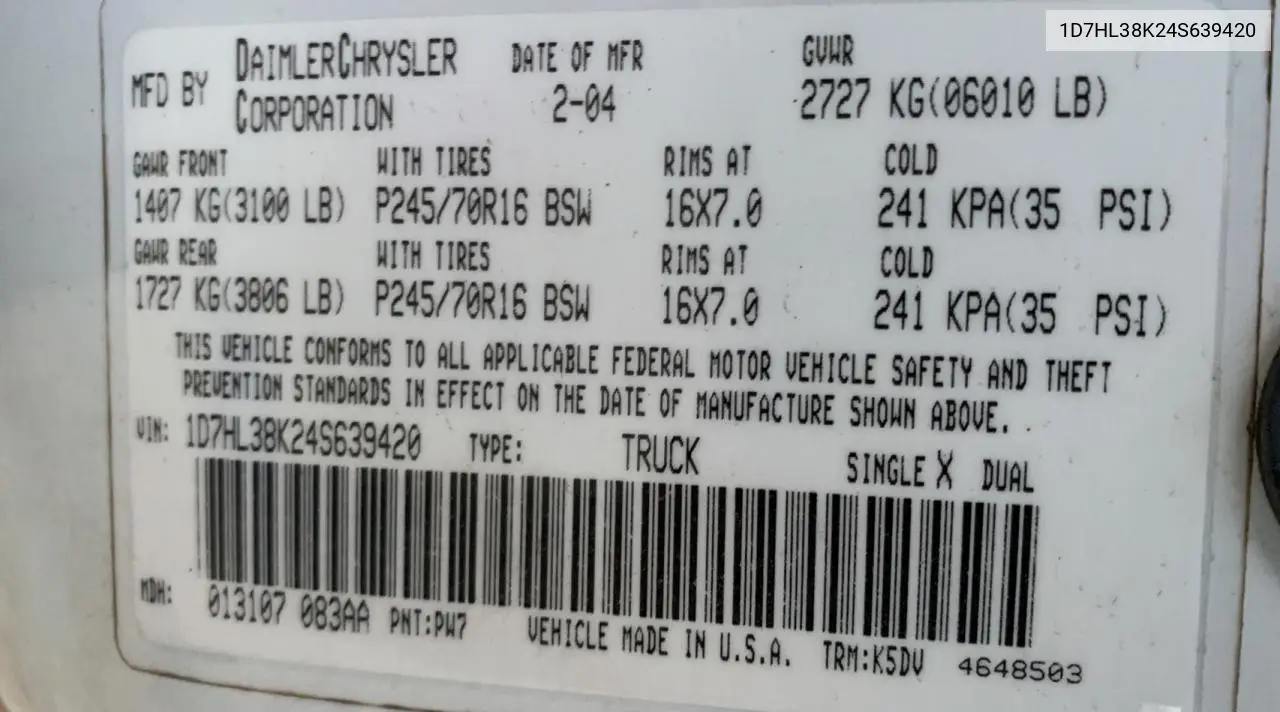 1D7HL38K24S639420
MFD BY DAIMLERCHRYSLER CORPORATION DATE OF MFR 2-04 GVWR 2727 KG(06010 LB)
GAWR FRONT WITH TIRES RIMS AT COLD
1407 KG(3100 LB) P245/70R16 BSW 16X7.0 241 KPA(35 PSI)
GAWR REAR WITH TIRES RIMS AT COLD
1727 KG(3806 LB) P245/70R16 BSW 16X7.0 241 KPA(35 PSI)
THIS VEHICLE CONFORMS TO ALL APPLICABLE FEDERAL MOTOR VEHICLE SAFETY AND THEFT
PREVENTION STANDARDS IN EFFECT ON THE DATE OF MANUFACTURE SHOWN ABOVE.
VIN: 1D7HL38K24S639420 TYPE: TRUCK SINGLE X DUAL
MDH: 013107 083AA PNT:PW7 VEHICLE MADE IN U.S.A. TRM:K5DV 4648503